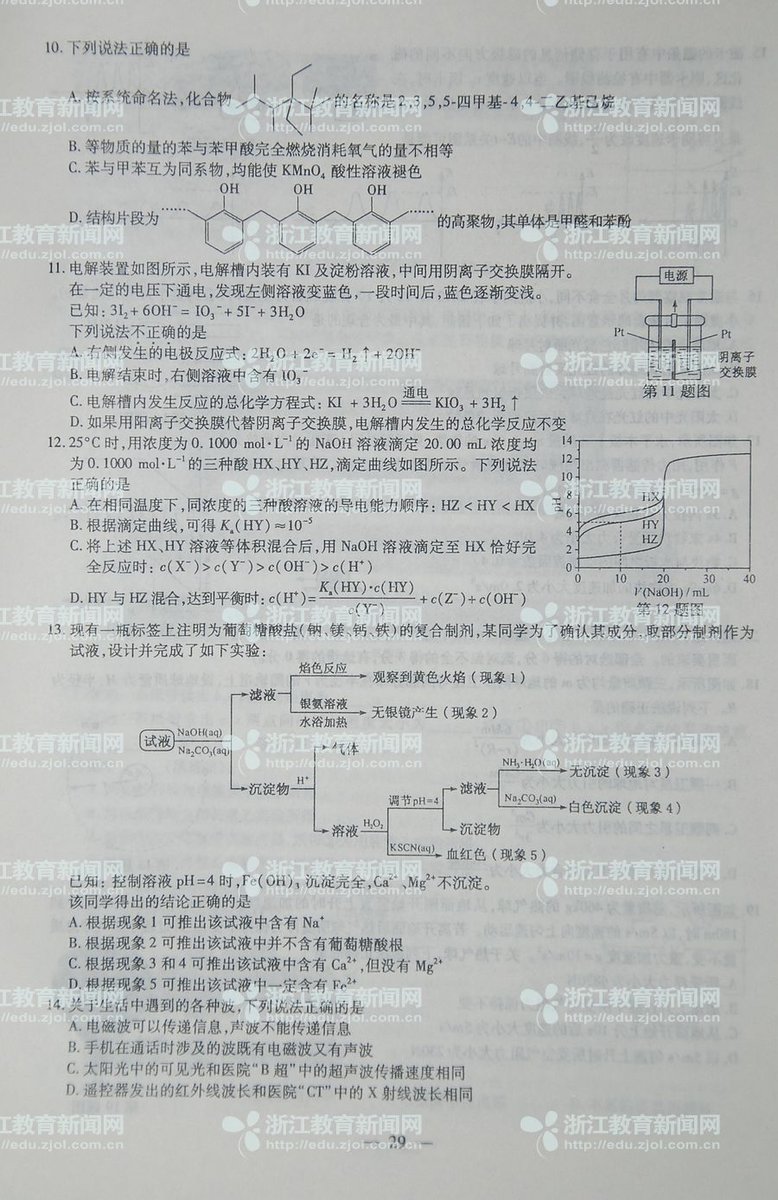 10. 下列说法正确的是
A. 按系统命名法,化合物 的名称是2,3,5,5-四甲基-4,4-二乙基己烷
B. 等物质的量的苯与苯甲酸完全燃烧消耗氧气的量不相等
C. 苯与甲苯互为同系物,均能使 KMnO₄ 酸性溶液褪色
OH OH OH
D. 结构片段为 的高聚物,其单体是甲醛和苯酚
11. 电解装置如图所示,电解槽内装有 KI 及淀粉溶液,中间用阴离子交换膜隔开。
在一定的电压下通电,发现左侧溶液变蓝色,一段时间后,蓝色逐渐变浅。
已知: 3I₂ + 6OH⁻ = IO₃⁻ + 5I⁻ + 3H₂O
下列说法不正确的是
A. 右侧发生的电极反应式: 2H₂O + 2e⁻ = H₂↑ + 2OH⁻
B. 电解结束时,右侧溶液中含有 IO₃⁻
C. 电解槽内发生反应的总化学方程式: KI + 3H₂O 通电 KIO₃ + 3H₂↑
D. 如果用阳离子交换膜代替阴离子交换膜,电解槽内发生的总化学反应不变
电源
Pt
Pt
阴离子
交换膜
第 11 题图
12. 25°C 时,用浓度为 0.1000 mol·L⁻¹ 的 NaOH 溶液滴定 20.00 mL 浓度均
为 0.1000 mol·L⁻¹ 的三种酸 HX、HY、HZ,滴定曲线如图所示。下列说法
正确的是
A. 在相同温度下,同浓度的三种酸溶液的导电能力顺序: HZ < HY < HX
B. 根据滴定曲线,可得 Kₐ(HY) ≈ 10⁻⁵
C. 将上述 HX、HY 溶液等体积混合后,用 NaOH 溶液滴定至 HX 恰好完
全反应时: c(X⁻) > c(Y⁻) > c(OH⁻) > c(H⁺)
D. HY 与 HZ 混合,达到平衡时: c(H⁺) = Kₐ(HY)·c(HY) / c(Y⁻) + c(Z⁻) + c(OH⁻)
14
12
10
8
6
4
2
0
pH
HX
HY
HZ
0 10 20 30 40
V(NaOH) / mL
第 12 题图
13. 现有一瓶标签上注明为葡萄糖酸盐(钠、镁、钙、铁)的复合制剂,某同学为了确认其成分,取部分制剂作为
试液,设计并完成了如下实验:
试液
NaOH(aq)
Na₂CO₃(aq)
滤液
焰色反应
观察到黄色火焰 (现象 1)
银氨溶液
水浴加热
无银镜产生 (现象 2)
沉淀物
H⁺
气体
溶液
H₂O₂
调节pH=4
滤液
NH₃·H₂O(aq)
无沉淀 (现象 3)
Na₂CO₃(aq)
白色沉淀 (现象 4)
沉淀物
KSCN(aq)
血红色 (现象 5)
已知: 控制溶液 pH=4 时,Fe(OH)₃ 沉淀完全,Ca²⁺、Mg²⁺ 不沉淀。
该同学得出的结论正确的是
A. 根据现象 1 可推出该试液中含有 Na⁺
B. 根据现象 2 可推出该试液中并不含有葡萄糖酸根
C. 根据现象 3 和 4 可推出该试液中含有 Ca²⁺,但没有 Mg²⁺
D. 根据现象 5 可推出该试液中一定含有 Fe²⁺
14. 关于生活中遇到的各种波,下列说法正确的是
A. 电磁波可以传递信息,声波不能传递信息
B. 手机在通话时涉及的波既有电磁波又有声波
C. 太阳光中的可见光和医院“B 超”中的超声波传播速度相同
D. 遥控器发出的红外线波长和医院“CT”中的 X 射线波长相同
— 29 —
浙江教育新闻网
http://edu.zjol.com.cn